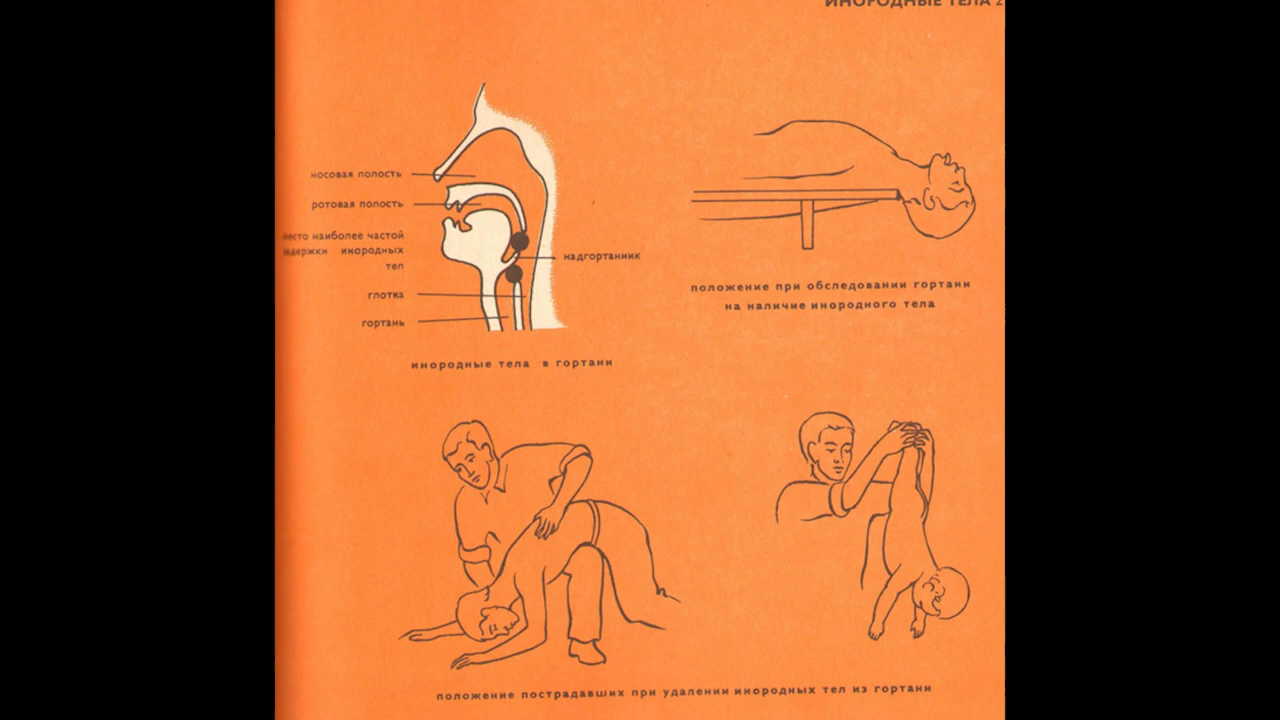 ИНОРОДНЫЕ ТЕЛА 2
носовая полость
ротовая полость
место наиболее частой
задержки инородных
тел
надгортанник
глотка
гортань
инородные тела в гортани
положение при обследовании гортани
на наличие инородного тела
положение пострадавших при удалении инородных тел из гортани